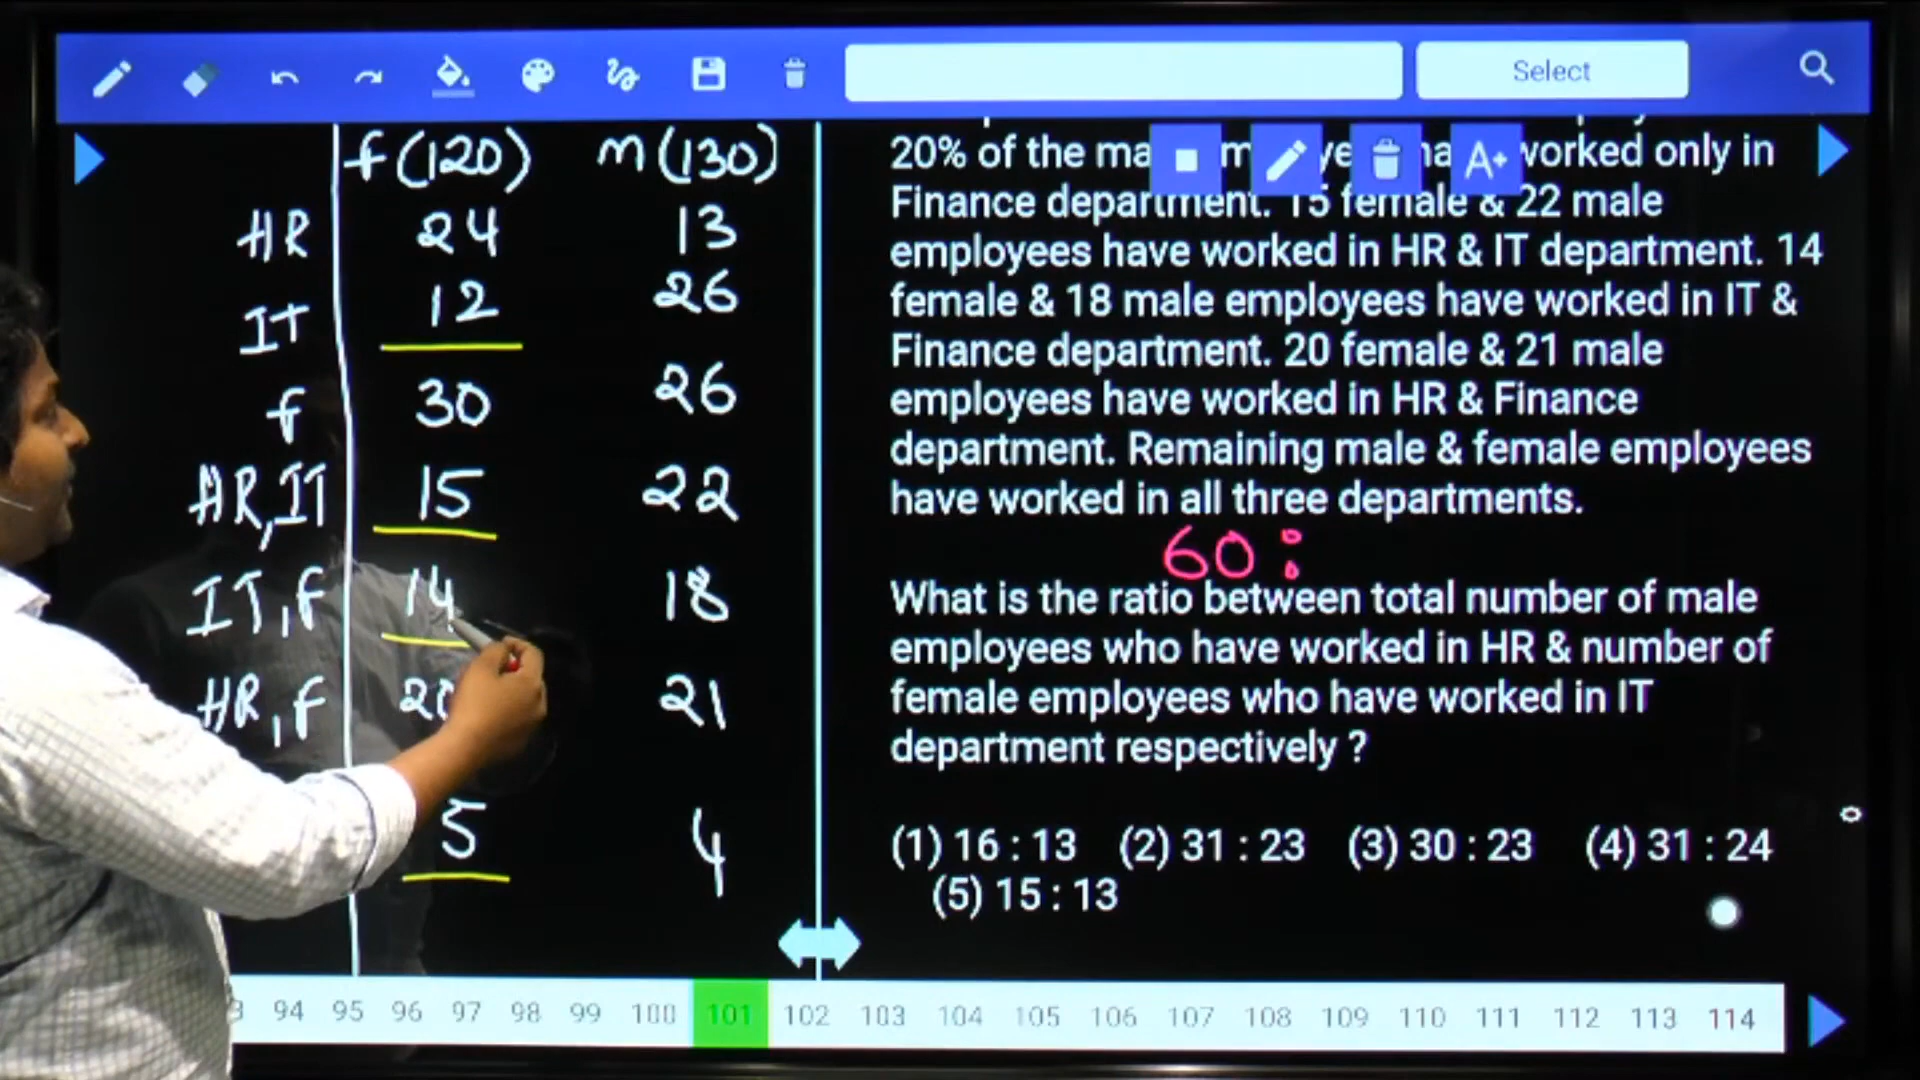 Select
f (120) m (130)
HR 24 13
IT 12 26
f 30 26
HR, IT 15 22
IT, f 14 18
HR, f 20 21
5 4
20% of the worked only in
Finance department. 15 female & 22 male
employees have worked in HR & IT department. 14
female & 18 male employees have worked in IT &
Finance department. 20 female & 21 male
employees have worked in HR & Finance
department. Remaining male & female employees
have worked in all three departments.
60 :
What is the ratio between total number of male
employees who have worked in HR & number of
female employees who have worked in IT
department respectively ?
(1) 16 : 13 (2) 31 : 23 (3) 30 : 23 (4) 31 : 24
(5) 15 : 13
A+
94 95 96 97 98 99 100 101 102 103 104 105 106 107 108 109 110 111 112 113 114